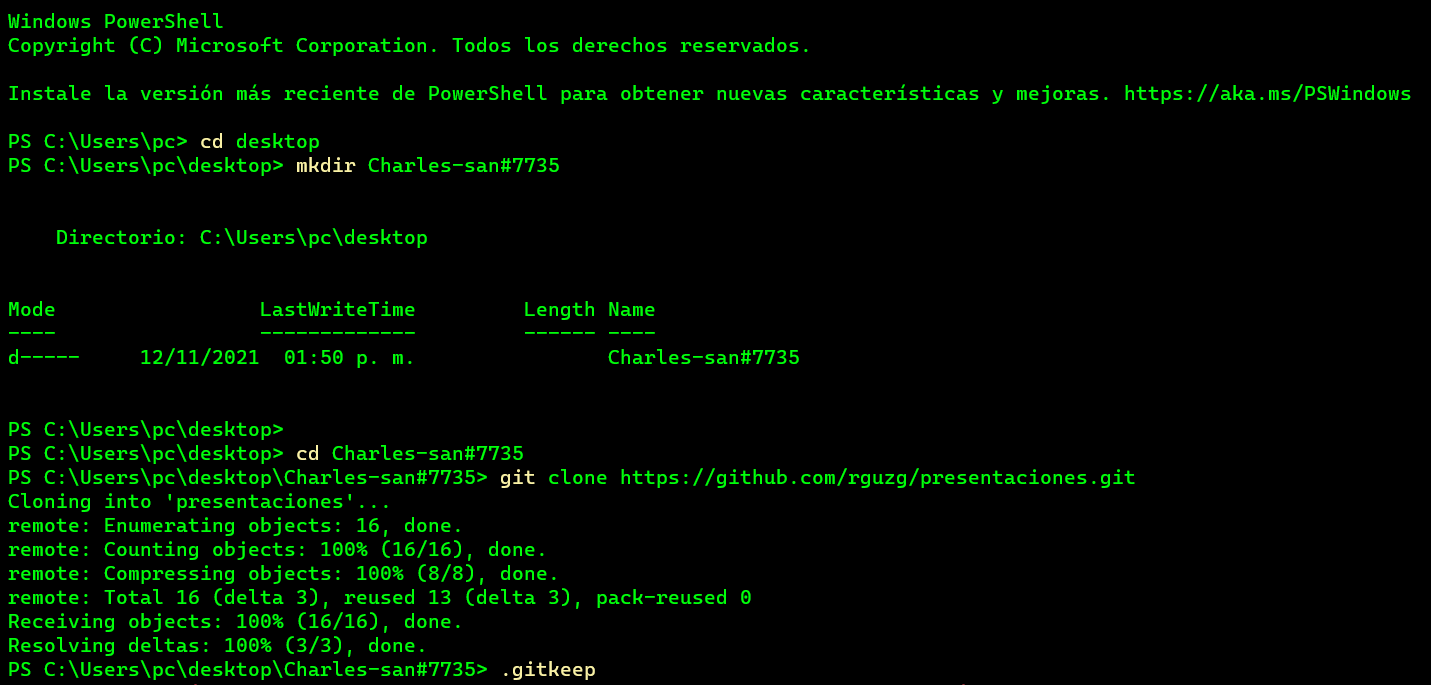 Windows PowerShell
Copyright (C) Microsoft Corporation. Todos los derechos reservados.
Instale la versión más reciente de PowerShell para obtener nuevas características y mejoras. https://aka.ms/PSWindows
PS C:\Users\pc> cd desktop
PS C:\Users\pc\desktop> mkdir Charles-san#7735
Directorio: C:\Users\pc\desktop
Mode LastWriteTime Length Name
---- ------------- ------ ----
d----- 12/11/2021 01:50 p. m. Charles-san#7735
PS C:\Users\pc\desktop>
PS C:\Users\pc\desktop> cd Charles-san#7735
PS C:\Users\pc\desktop\Charles-san#7735> git clone https://github.com/rguzg/presentaciones.git
Cloning into 'presentaciones'...
remote: Enumerating objects: 16, done.
remote: Counting objects: 100% (16/16), done.
remote: Compressing objects: 100% (8/8), done.
remote: Total 16 (delta 3), reused 13 (delta 3), pack-reused 0
Receiving objects: 100% (16/16), done.
Resolving deltas: 100% (3/3), done.
PS C:\Users\pc\desktop\Charles-san#7735> .gitkeep